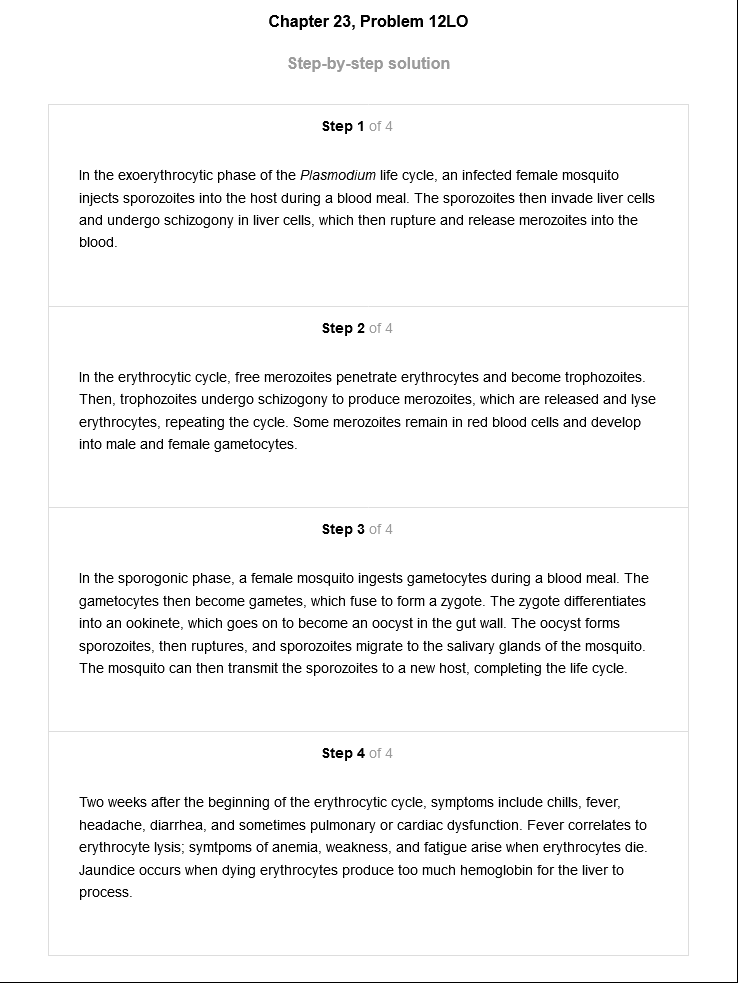 Chapter 23, Problem 12LO
Step-by-step solution
Step 1 of 4
In the exoerythrocytic phase of the Plasmodium life cycle, an infected female mosquito
injects sporozoites into the host during a blood meal. The sporozoites then invade liver cells
and undergo schizogony in liver cells, which then rupture and release merozoites into the
blood.
Step 2 of 4
In the erythrocytic cycle, free merozoites penetrate erythrocytes and become trophozoites.
Then, trophozoites undergo schizogony to produce merozoites, which are released and lyse
erythrocytes, repeating the cycle. Some merozoites remain in red blood cells and develop
into male and female gametocytes.
Step 3 of 4
In the sporogonic phase, a female mosquito ingests gametocytes during a blood meal. The
gametocytes then become gametes, which fuse to form a zygote. The zygote differentiates
into an ookinete, which goes on to become an oocyst in the gut wall. The oocyst forms
sporozoites, then ruptures, and sporozoites migrate to the salivary glands of the mosquito.
The mosquito can then transmit the sporozoites to a new host, completing the life cycle.
Step 4 of 4
Two weeks after the beginning of the erythrocytic cycle, symptoms include chills, fever,
headache, diarrhea, and sometimes pulmonary or cardiac dysfunction. Fever correlates to
erythrocyte lysis; symtpoms of anemia, weakness, and fatigue arise when erythrocytes die.
Jaundice occurs when dying erythrocytes produce too much hemoglobin for the liver to
process.